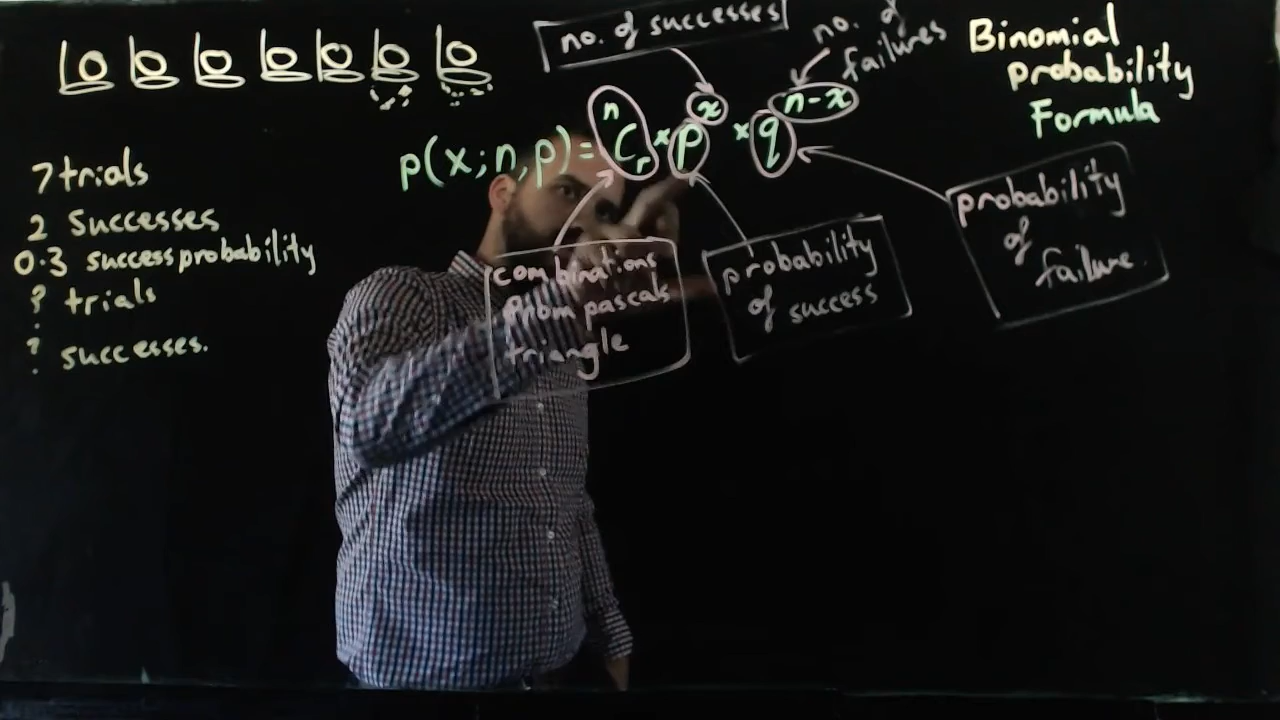 no. of successes
no. of
failures
Binomial
probability
Formula
p(x;n,p) = nCr × p^x × q^n-x
7 trials
2 successes
0.3 success probability
? trials
? successes.
combinations
from pascals
triangle
probability
of success
probability
of
failure